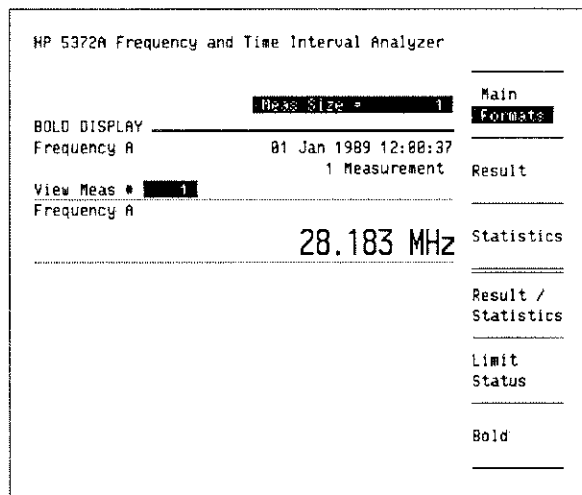 HP 5372A Frequency and Time Interval Analyzer
Meas Size = 1
BOLD DISPLAY
Frequency A 01 Jan 1989 12:00:37
1 Measurement
View Meas # 1
Frequency A
28.183 MHz
Main
Formats
Result
Statistics
Result /
Statistics
Limit
Status
Bold